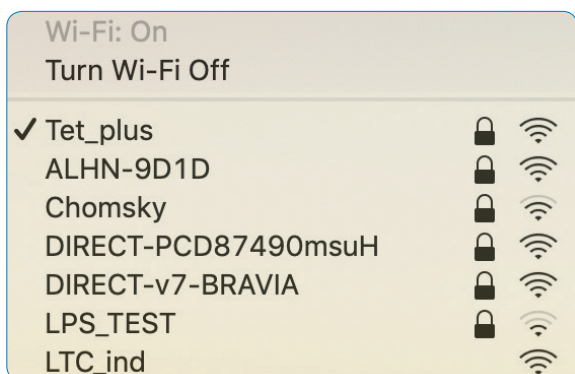 Wi-Fi: On
Turn Wi-Fi Off
✓ Tet_plus
ALHN-9D1D
Chomsky
DIRECT-PCD87490msuH
DIRECT-v7-BRAVIA
LPS_TEST
LTC_ind